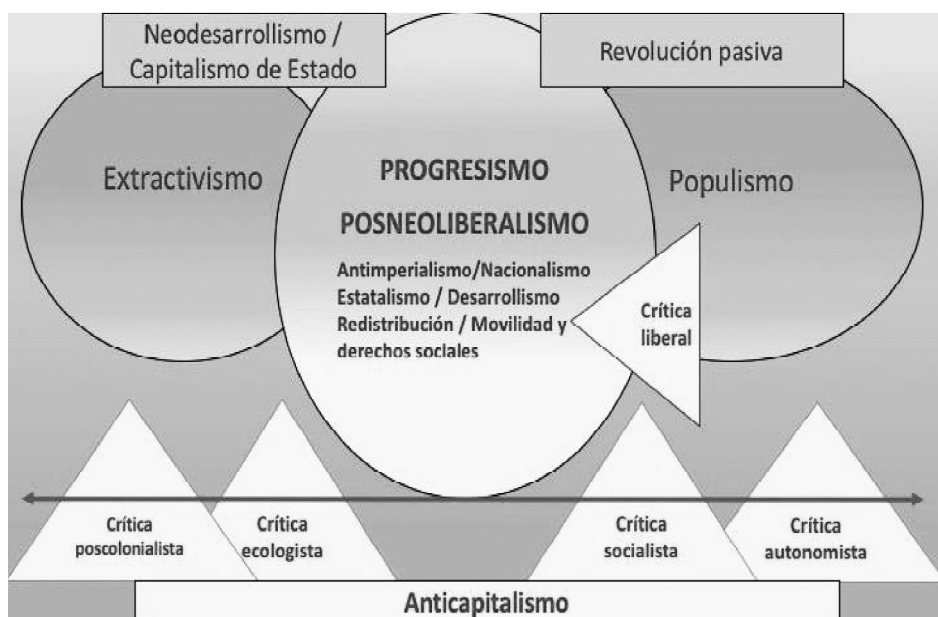 Neodesarrollismo /
Capitalismo de Estado
Revolución pasiva
Extractivismo
PROGRESISMO
POSNEOLIBERALISMO
Antimperialismo/Nacionalismo
Estatalismo / Desarrollismo
Redistribución / Movilidad y
derechos sociales
Populismo
Crítica
liberal
Crítica
poscolonialista
Crítica
ecologista
Crítica
socialista
Crítica
autonomista
Anticapitalismo